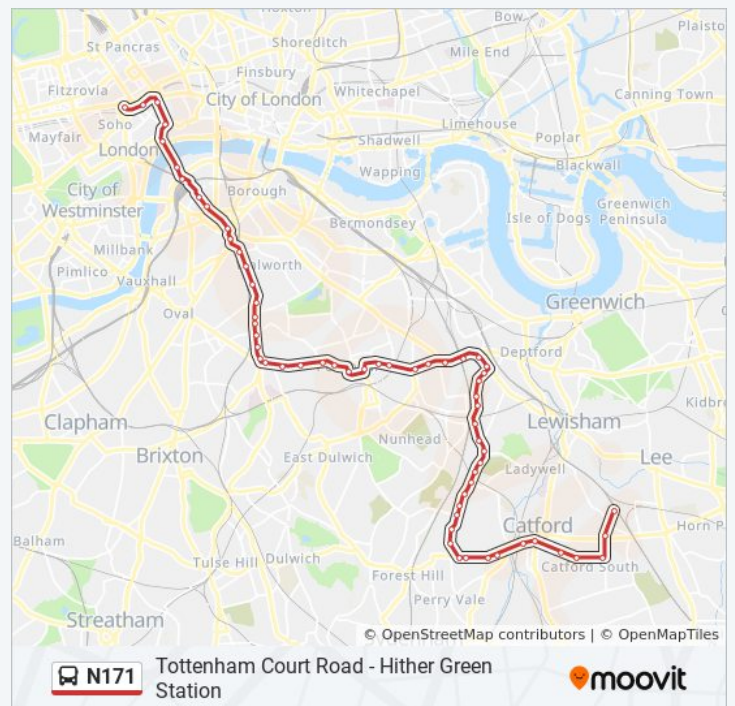 Hoxton
Bow
Plaisto
St Pancras
Shoreditch
Mile End
Finsbury
Fitzrovia
City of London
Whitechapel
Canning Town
Soho
Limehouse
Poplar
Mayfair
London
Shadwell
Blackwall
Wapping
City of
Westminster
Borough
Greenwich
Peninsula
Isle of Dogs
Bermondsey
Millbank
Pimlico
Vauxhall
alworth
Greenwich
Oval
Deptford
Kidbr
Clapham
Lewisham
Brixton
Nunhead
East Dulwich
Lee
Ladywell
Catford
Horn P
Balham
Tulse Hill
Dulwich
Forest Hill
Catford South
Perry Vale
Streatham
© OpenStreetMap contributors | © OpenMapTiles
N171
Tottenham Court Road - Hither Green
Station
moovit